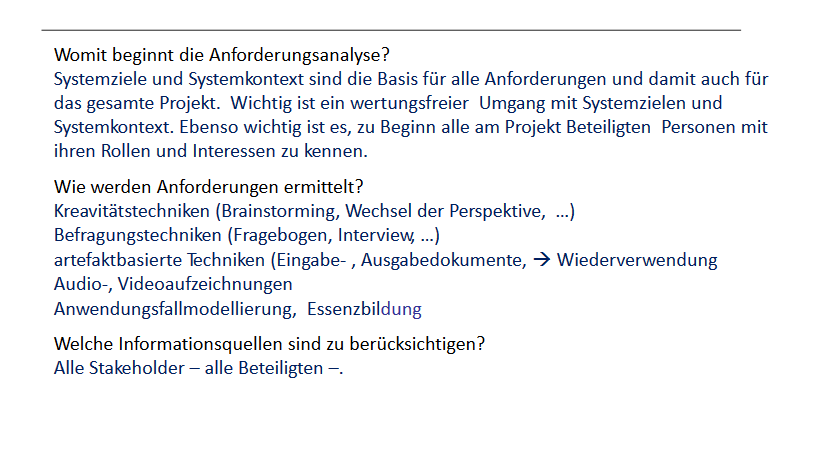 Womit beginnt die Anforderungsanalyse?
Systemziele und Systemkontext sind die Basis für alle Anforderungen und damit auch für
das gesamte Projekt. Wichtig ist ein wertungsfreier Umgang mit Systemzielen und
Systemkontext. Ebenso wichtig ist es, zu Beginn alle am Projekt Beteiligten Personen mit
ihren Rollen und Interessen zu kennen.
Wie werden Anforderungen ermittelt?
Kreavitätstechniken (Brainstorming, Wechsel der Perspektive, ...)
Befragungstechniken (Fragebogen, Interview, ...)
artefaktbasierte Techniken (Eingabe- , Ausgabedokumente, → Wiederverwendung
Audio-, Videoaufzeichnungen
Anwendungsfallmodellierung, Essenzbildung
Welche Informationsquellen sind zu berücksichtigen?
Alle Stakeholder – alle Beteiligten –.